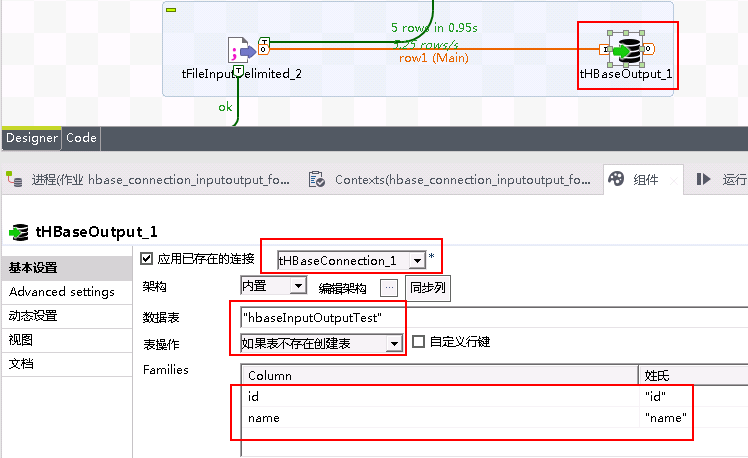 5 rows in 0.95s
5.25 rows/s
row1 (Main)
tFileInputDelimited_2
tHBaseOutput_1
ok
Designer
Code
进程(作业 hbase_connection_inputoutput_fo...
Contexts(hbase_connection_inputoutput_fo...
组件
运行
tHBaseOutput_1
基本设置
Advanced settings
动态设置
视图
文档
应用已存在的连接
tHBaseConnection_1
*
架构
内置
编辑架构
...
同步列
数据表
"hbaseInputOutputTest"
表操作
如果表不存在创建表
自定义行键
Families
Column
姓氏
id
"id"
name
"name"